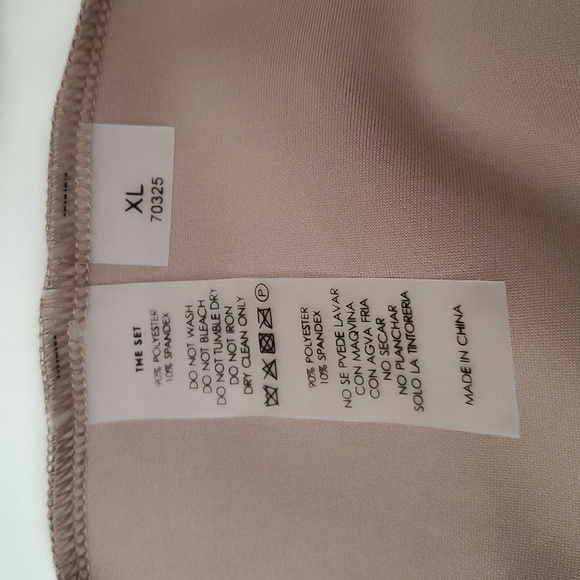 XL
70325
THE SET
90% POLYESTER
10% SPANDEX
DO NOT WASH
DO NOT BLEACH
DO NOT TUMBLE DRY
DO NOT IRON
DRY CLEAN ONLY
P
90% POLYESTER
10% SPANDEX
NO SE PVEDE LAVAR
CON MAQVINA
CON AGVA FRIA
NO SECAR
NO PLANCHAR
SOLO LA TINTORERIA
MADE IN CHINA